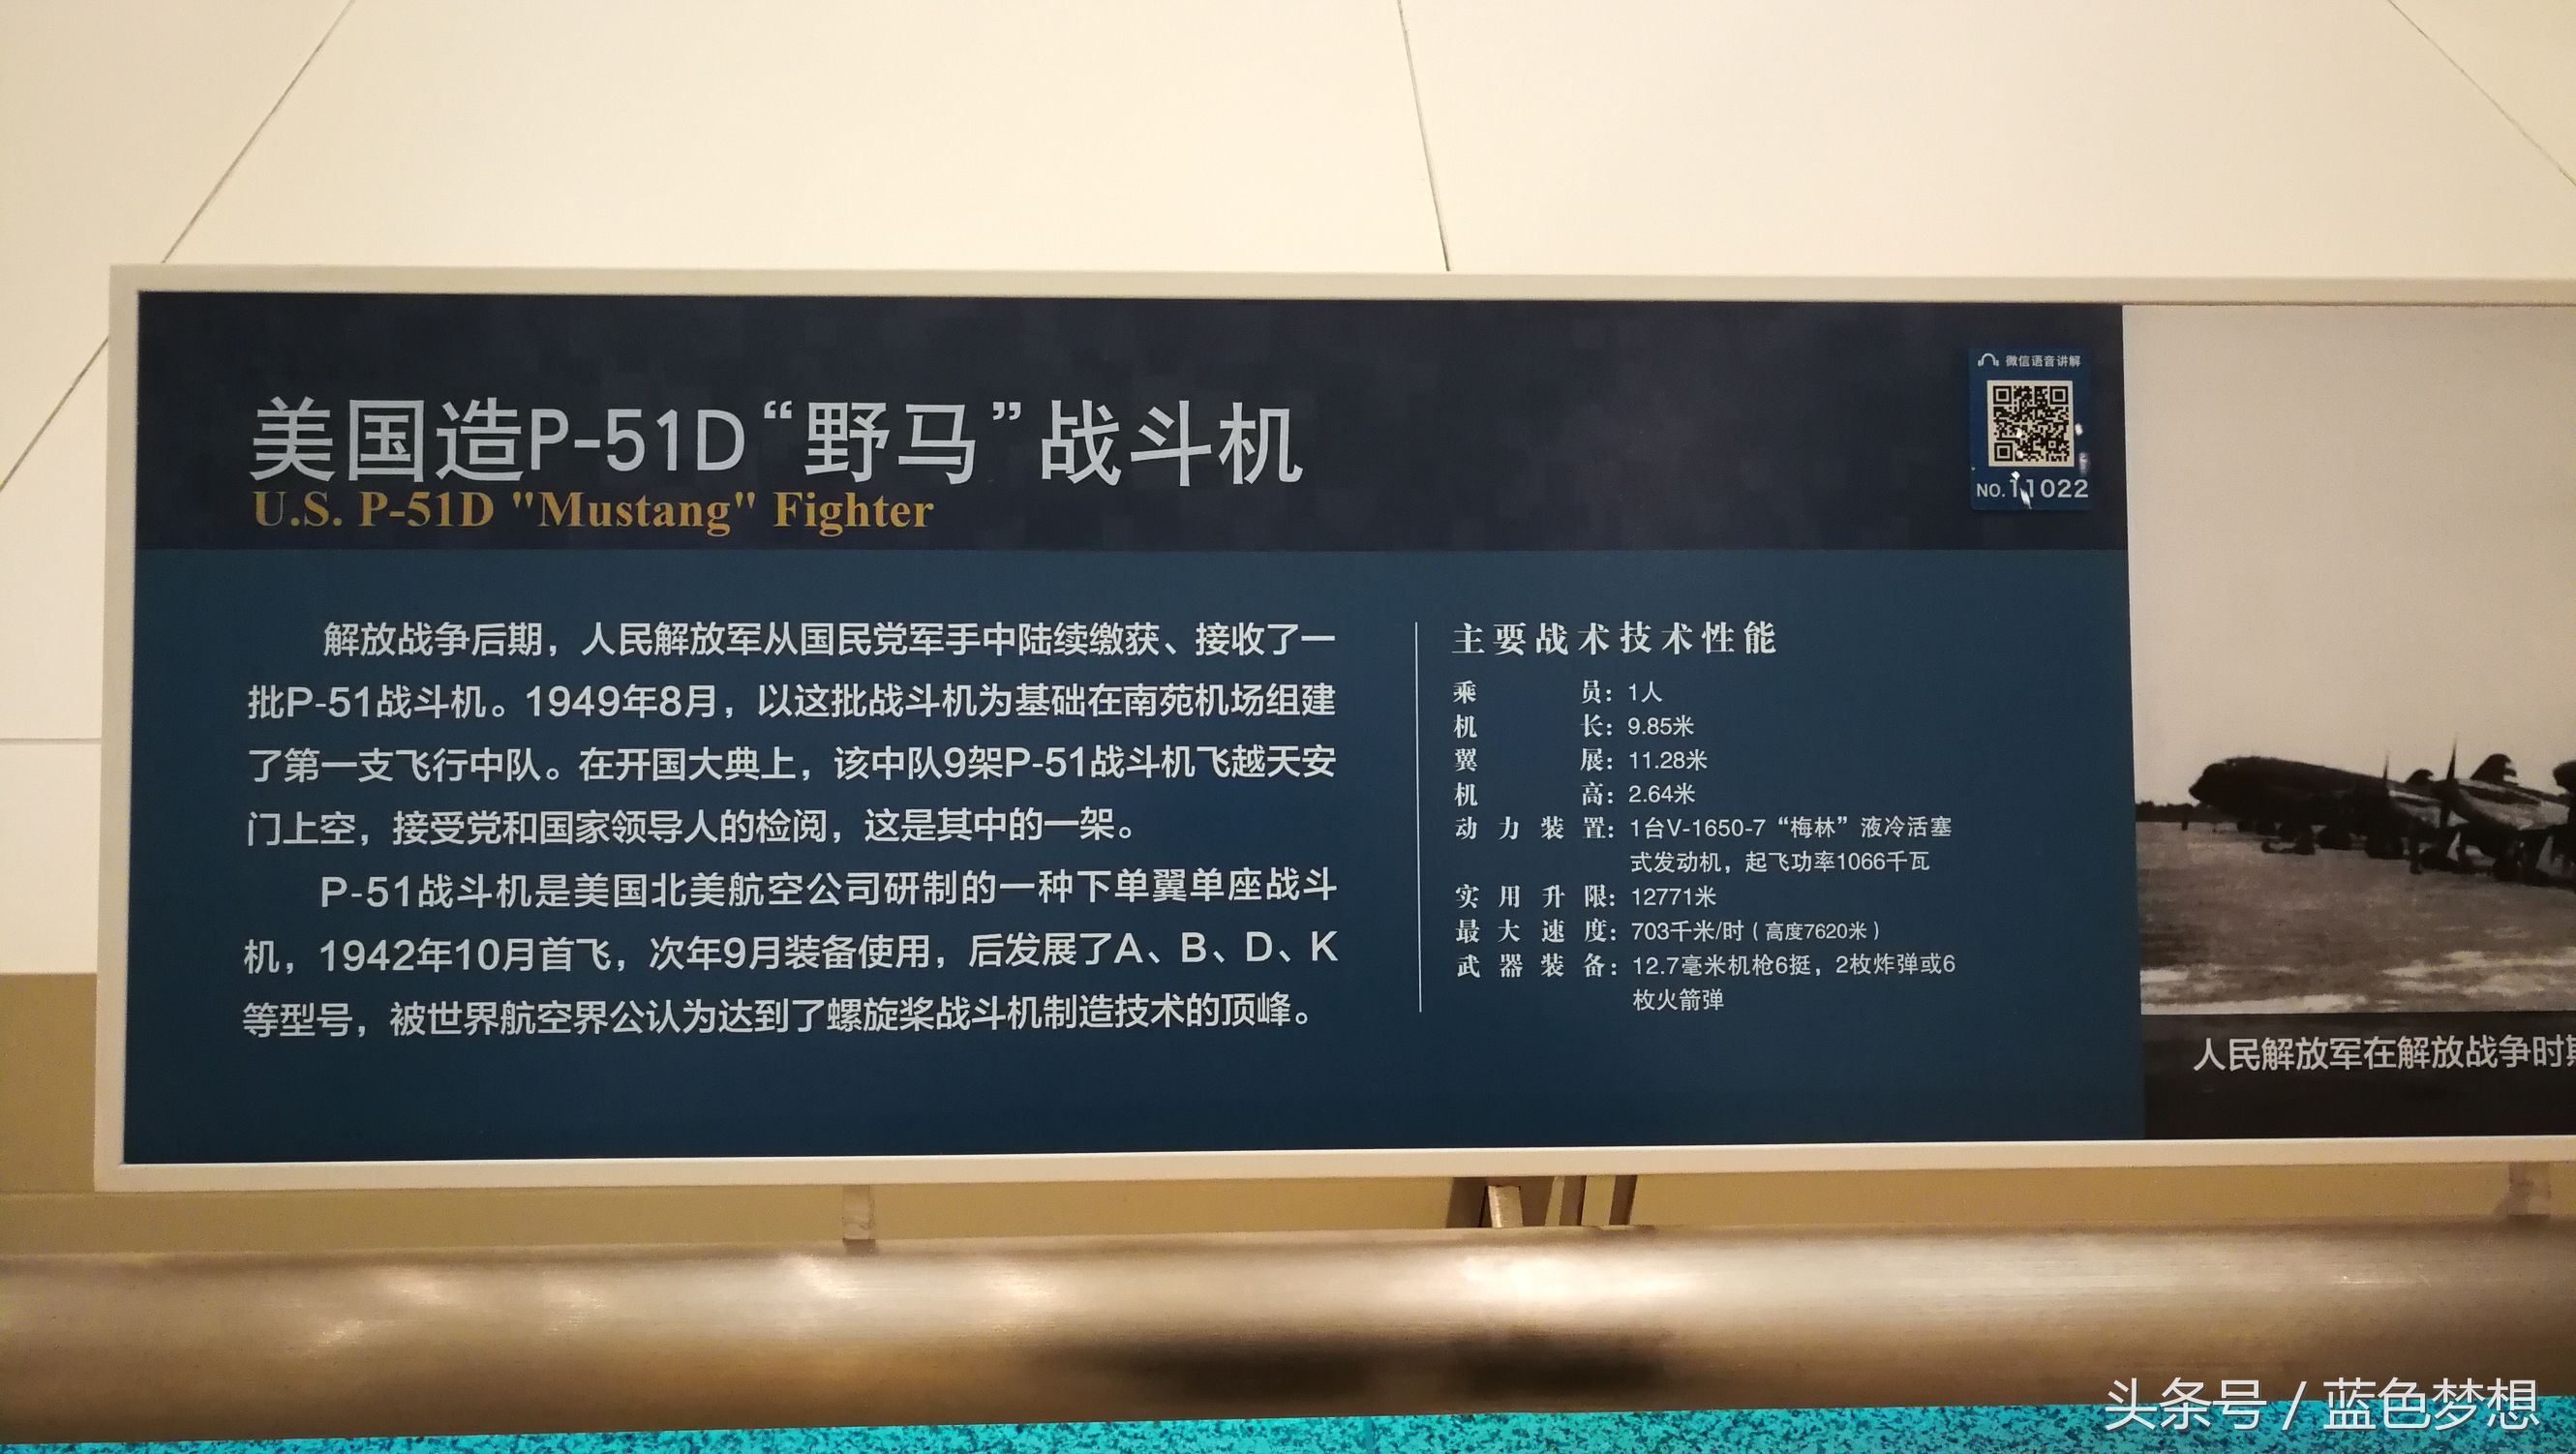 美国造P-51D“野马”战斗机
U.S. P-51D "Mustang" Fighter
微信语音讲解
NO.11022
解放战争后期，人民解放军从国民党军手中陆续缴获、接收了一
批P-51战斗机。1949年8月，以这批战斗机为基础在南苑机场组建
了第一支飞行中队。在开国大典上，该中队9架P-51战斗机飞越天安
门上空，接受党和国家领导人的检阅，这是其中的一架。
P-51战斗机是美国北美航空公司研制的一种下单翼单座战斗
机，1942年10月首飞，次年9月装备使用，后发展了A、B、D、K
等型号，被世界航空界公认为达到了螺旋桨战斗机制造技术的顶峰。
主要战术技术性能
乘员：1人
机长：9.85米
翼展：11.28米
机高：2.64米
动力装置：1台V-1650-7“梅林”液冷活塞
式发动机，起飞功率1066千瓦
实用升限：12771米
最大速度：703千米/时（高度7620米）
武器装备：12.7毫米机枪6挺，2枚炸弹或6
枚火箭弹
人民解放军在解放战争时期
头条号 / 蓝色梦想